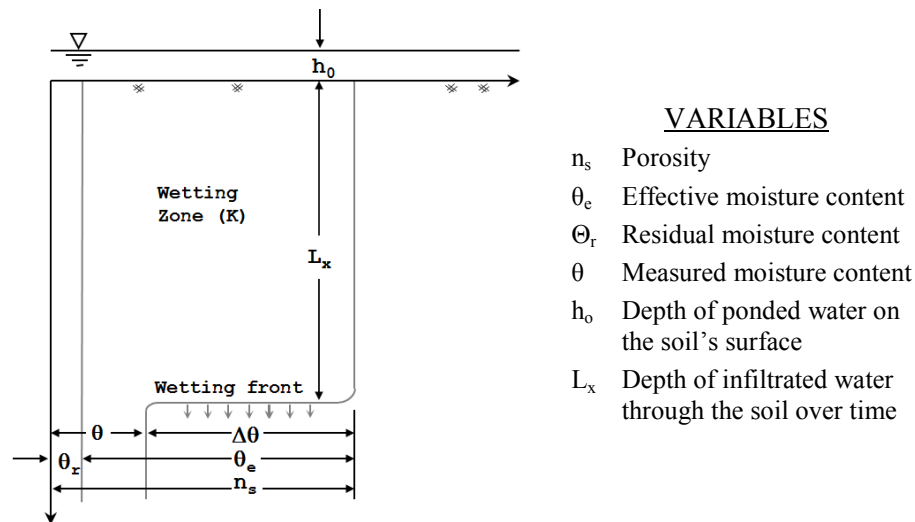 h₀
Wetting
Zone (K)
Lₓ
Wetting front
θ Δθ
θᵣ θₑ
nₛ
VARIABLES
nₛ Porosity
θₑ Effective moisture content
Θᵣ Residual moisture content
θ Measured moisture content
hₒ Depth of ponded water on
the soil’s surface
Lₓ Depth of infiltrated water
through the soil over time